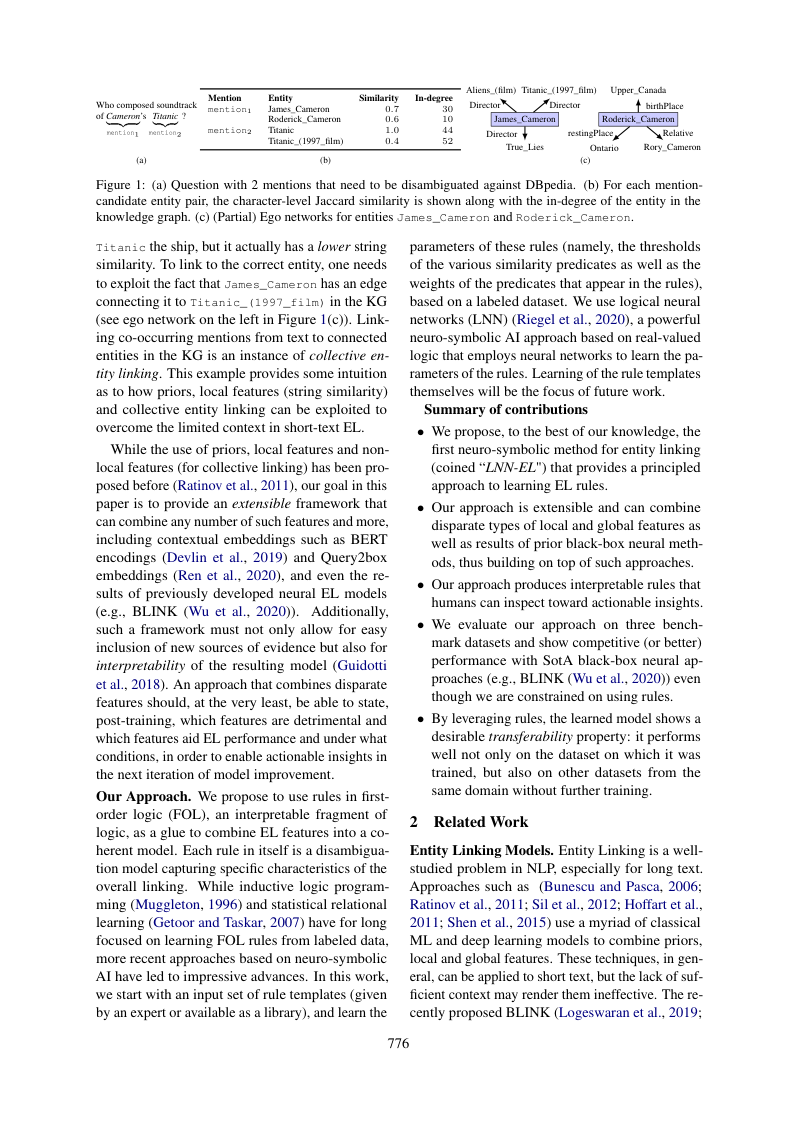 Who composed soundtrack
of Cameron's Titanic ?
mention1 mention2
(a)
Mention Entity Similarity In-degree
mention1 James_Cameron 0.7 30
Roderick_Cameron 0.6 10
mention2 Titanic 1.0 44
Titanic_(1997_film) 0.4 52
(b)
Aliens_(film) Titanic_(1997_film) Upper_Canada
Director Director birthPlace
James_Cameron Roderick_Cameron
Director restingPlace Relative
True_Lies Ontario Rory_Cameron
(c)
Figure 1: (a) Question with 2 mentions that need to be disambiguated against DBpedia. (b) For each mention-
candidate entity pair, the character-level Jaccard similarity is shown along with the in-degree of the entity in the
knowledge graph. (c) (Partial) Ego networks for entities James_Cameron and Roderick_Cameron.
Titanic the ship, but it actually has a lower string
similarity. To link to the correct entity, one needs
to exploit the fact that James_Cameron has an edge
connecting it to Titanic_(1997_film) in the KG
(see ego network on the left in Figure 1(c)). Link-
ing co-occurring mentions from text to connected
entities in the KG is an instance of collective en-
tity linking. This example provides some intuition
as to how priors, local features (string similarity)
and collective entity linking can be exploited to
overcome the limited context in short-text EL.
While the use of priors, local features and non-
local features (for collective linking) has been pro-
posed before (Ratinov et al., 2011), our goal in this
paper is to provide an extensible framework that
can combine any number of such features and more,
including contextual embeddings such as BERT
encodings (Devlin et al., 2019) and Query2box
embeddings (Ren et al., 2020), and even the re-
sults of previously developed neural EL models
(e.g., BLINK (Wu et al., 2020)). Additionally,
such a framework must not only allow for easy
inclusion of new sources of evidence but also for
interpretability of the resulting model (Guidotti
et al., 2018). An approach that combines disparate
features should, at the very least, be able to state,
post-training, which features are detrimental and
which features aid EL performance and under what
conditions, in order to enable actionable insights in
the next iteration of model improvement.
Our Approach. We propose to use rules in first-
order logic (FOL), an interpretable fragment of
logic, as a glue to combine EL features into a co-
herent model. Each rule in itself is a disambigua-
tion model capturing specific characteristics of the
overall linking. While inductive logic program-
ming (Muggleton, 1996) and statistical relational
learning (Getoor and Taskar, 2007) have for long
focused on learning FOL rules from labeled data,
more recent approaches based on neuro-symbolic
AI have led to impressive advances. In this work,
we start with an input set of rule templates (given
by an expert or available as a library), and learn the
parameters of these rules (namely, the thresholds
of the various similarity predicates as well as the
weights of the predicates that appear in the rules),
based on a labeled dataset. We use logical neural
networks (LNN) (Riegel et al., 2020), a powerful
neuro-symbolic AI approach based on real-valued
logic that employs neural networks to learn the pa-
rameters of the rules. Learning of the rule templates
themselves will be the focus of future work.
Summary of contributions
• We propose, to the best of our knowledge, the
first neuro-symbolic method for entity linking
(coined “LNN-EL") that provides a principled
approach to learning EL rules.
• Our approach is extensible and can combine
disparate types of local and global features as
well as results of prior black-box neural meth-
ods, thus building on top of such approaches.
• Our approach produces interpretable rules that
humans can inspect toward actionable insights.
• We evaluate our approach on three bench-
mark datasets and show competitive (or better)
performance with SotA black-box neural ap-
proaches (e.g., BLINK (Wu et al., 2020)) even
though we are constrained on using rules.
• By leveraging rules, the learned model shows a
desirable transferability property: it performs
well not only on the dataset on which it was
trained, but also on other datasets from the
same domain without further training.
2 Related Work
Entity Linking Models. Entity Linking is a well-
studied problem in NLP, especially for long text.
Approaches such as (Bunescu and Pasca, 2006;
Ratinov et al., 2011; Sil et al., 2012; Hoffart et al.,
2011; Shen et al., 2015) use a myriad of classical
ML and deep learning models to combine priors,
local and global features. These techniques, in gen-
eral, can be applied to short text, but the lack of suf-
ficient context may render them ineffective. The re-
cently proposed BLINK (Logeswaran et al., 2019;
776